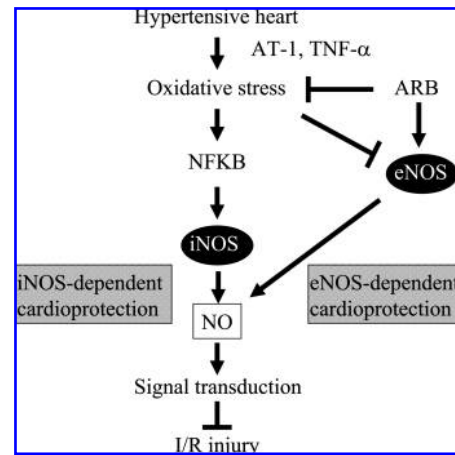 Hypertensive heart
AT-1, TNF-α
Oxidative stress
ARB
NFKB
eNOS
iNOS
iNOS-dependent
cardioprotection
eNOS-dependent
cardioprotection
NO
Signal transduction
I/R injury